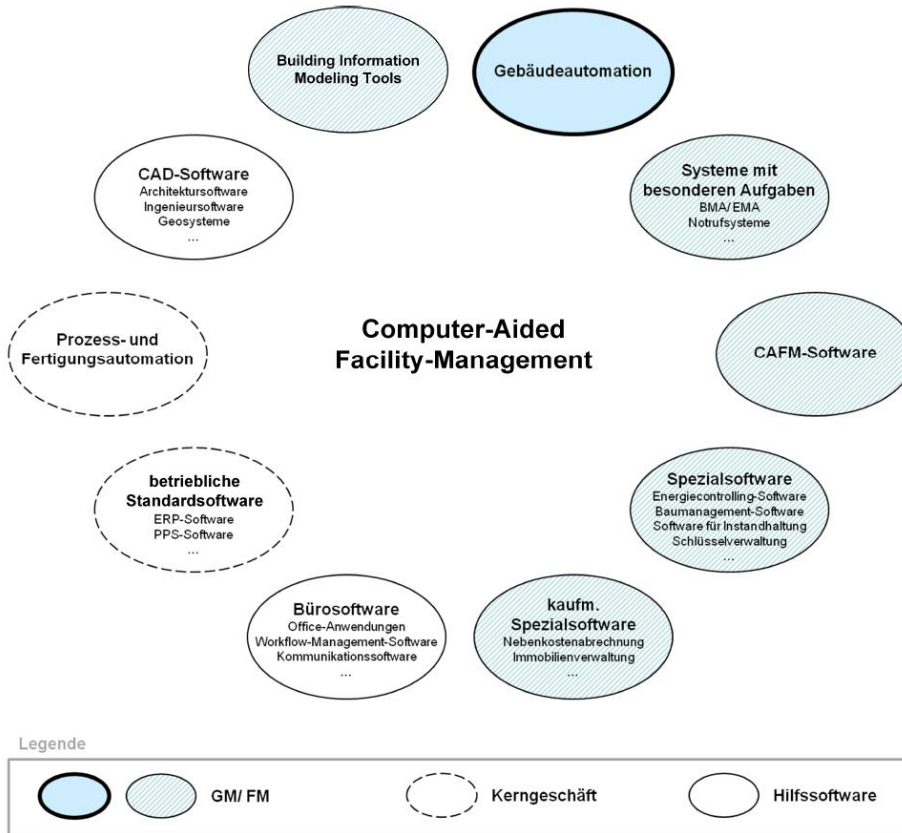 Building Information
Modeling Tools
Gebäudeautomation
CAD-Software
Architektursoftware
Ingenieursoftware
Geosysteme
...
Systeme mit
besonderen Aufgaben
BMA/ EMA
Notrufsysteme
...
Prozess- und
Fertigungsautomation
Computer-Aided
Facility-Management
CAFM-Software
betriebliche
Standardsoftware
ERP-Software
PPS-Software
...
Spezialsoftware
Energiecontrolling-Software
Baumanagement-Software
Software für Instandhaltung
Schlüsselverwaltung
...
Bürosoftware
Office-Anwendungen
Workflow-Management-Software
Kommunikationssoftware
...
kaufm.
Spezialsoftware
Nebenkostenabrechnung
Immobilienverwaltung
...
Legende
GM/ FM
Kerngeschäft
Hilfssoftware